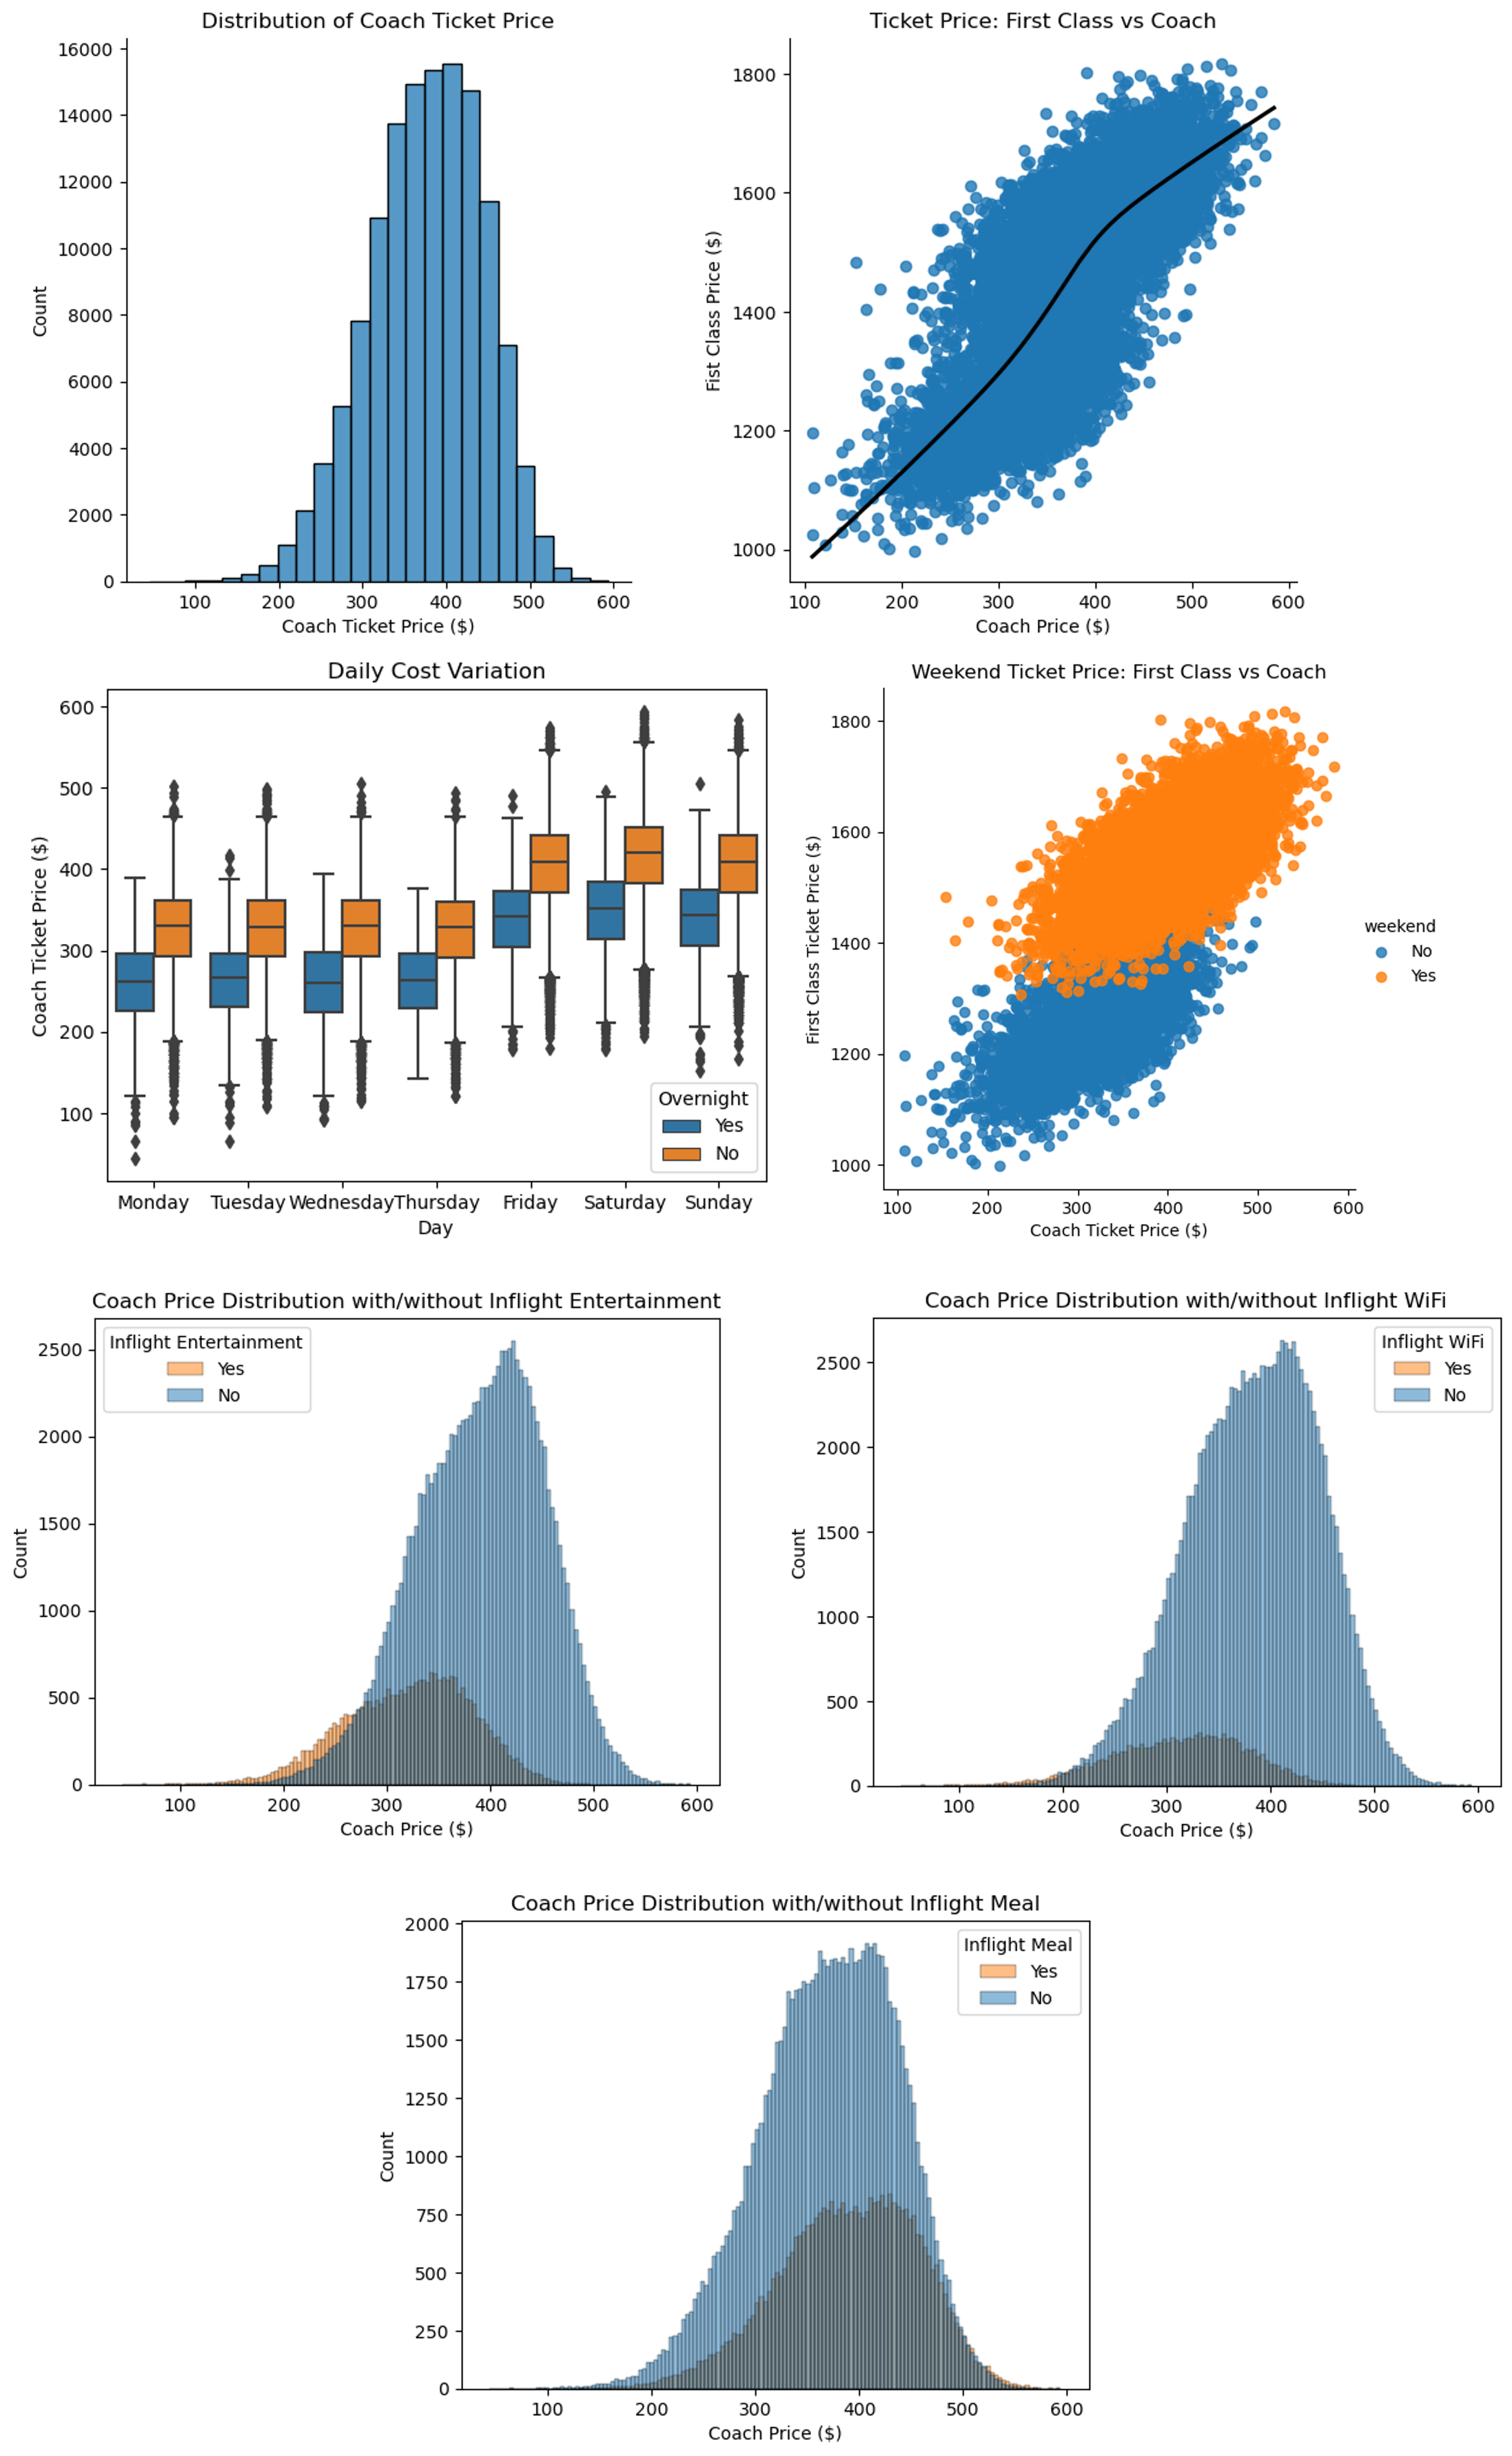 Distribution of Coach Ticket Price
16000
14000
12000
10000
8000
6000
4000
2000
0
Count
100 200 300 400 500 600
Coach Ticket Price ($)
Ticket Price: First Class vs Coach
1800
1600
1400
1200
1000
Fist Class Price ($)
100 200 300 400 500 600
Coach Price ($)
Daily Cost Variation
600
500
400
300
200
100
Coach Ticket Price ($)
Overnight
Yes
No
Monday Tuesday Wednesday Thursday Friday Saturday Sunday
Day
Weekend Ticket Price: First Class vs Coach
1800
1600
1400
1200
1000
First Class Ticket Price ($)
weekend
No
Yes
100 200 300 400 500 600
Coach Ticket Price ($)
Coach Price Distribution with/without Inflight Entertainment
Inflight Entertainment
Yes
No
2500
2000
1500
1000
500
0
Count
100 200 300 400 500 600
Coach Price ($)
Coach Price Distribution with/without Inflight WiFi
Inflight WiFi
Yes
No
2500
2000
1500
1000
500
0
Count
100 200 300 400 500 600
Coach Price ($)
Coach Price Distribution with/without Inflight Meal
Inflight Meal
Yes
No
2000
1750
1500
1250
1000
750
500
250
0
Count
100 200 300 400 500 600
Coach Price ($)